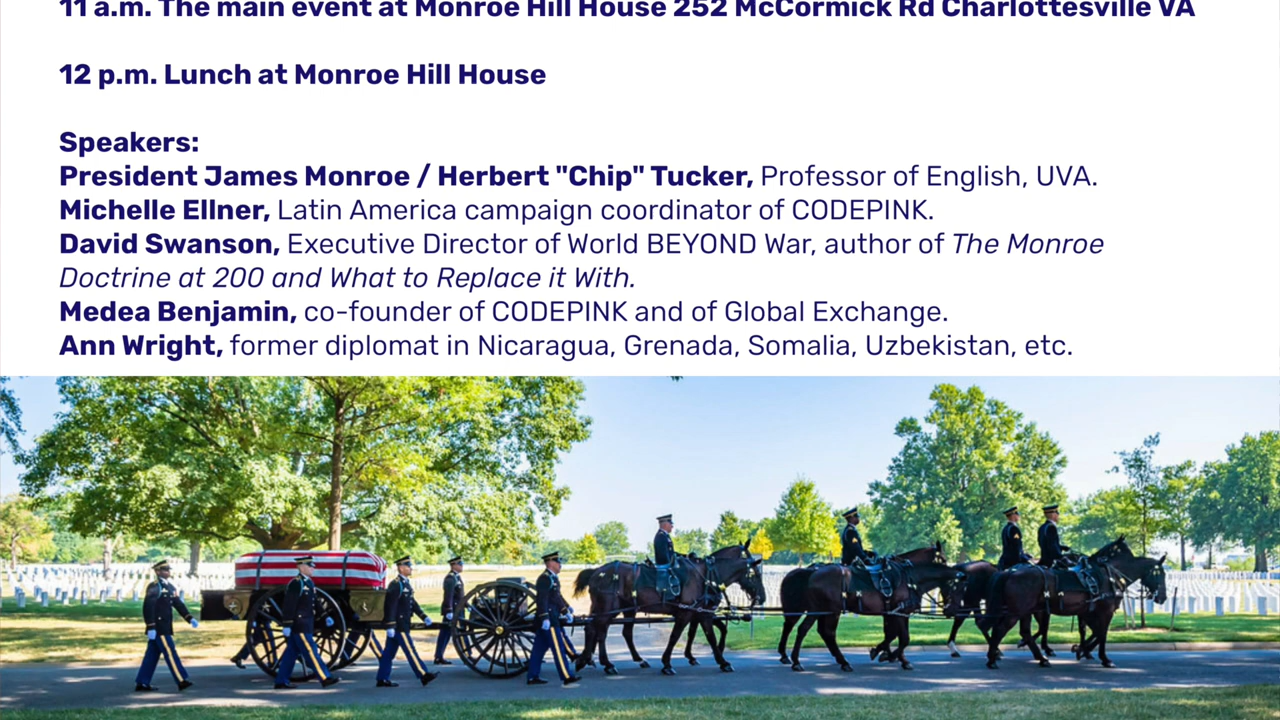 11 a.m. The main event at Monroe Hill House 252 McCormick Rd Charlottesville VA
12 p.m. Lunch at Monroe Hill House
Speakers:
President James Monroe / Herbert "Chip" Tucker, Professor of English, UVA.
Michelle Ellner, Latin America campaign coordinator of CODEPINK.
David Swanson, Executive Director of World BEYOND War, author of The Monroe
Doctrine at 200 and What to Replace it With.
Medea Benjamin, co-founder of CODEPINK and of Global Exchange.
Ann Wright, former diplomat in Nicaragua, Grenada, Somalia, Uzbekistan, etc.